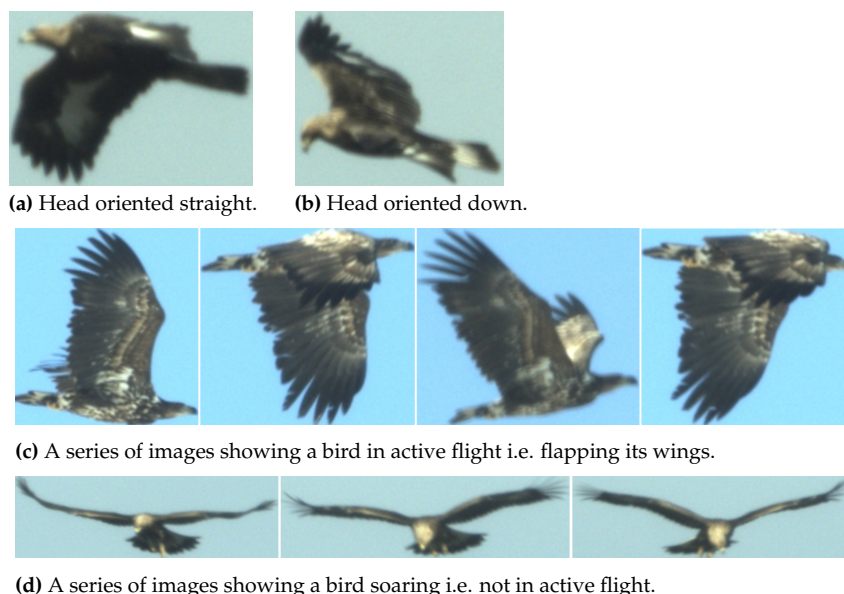 (a) Head oriented straight.
(b) Head oriented down.
(c) A series of images showing a bird in active flight i.e. flapping its wings.
(d) A series of images showing a bird soaring i.e. not in active flight.